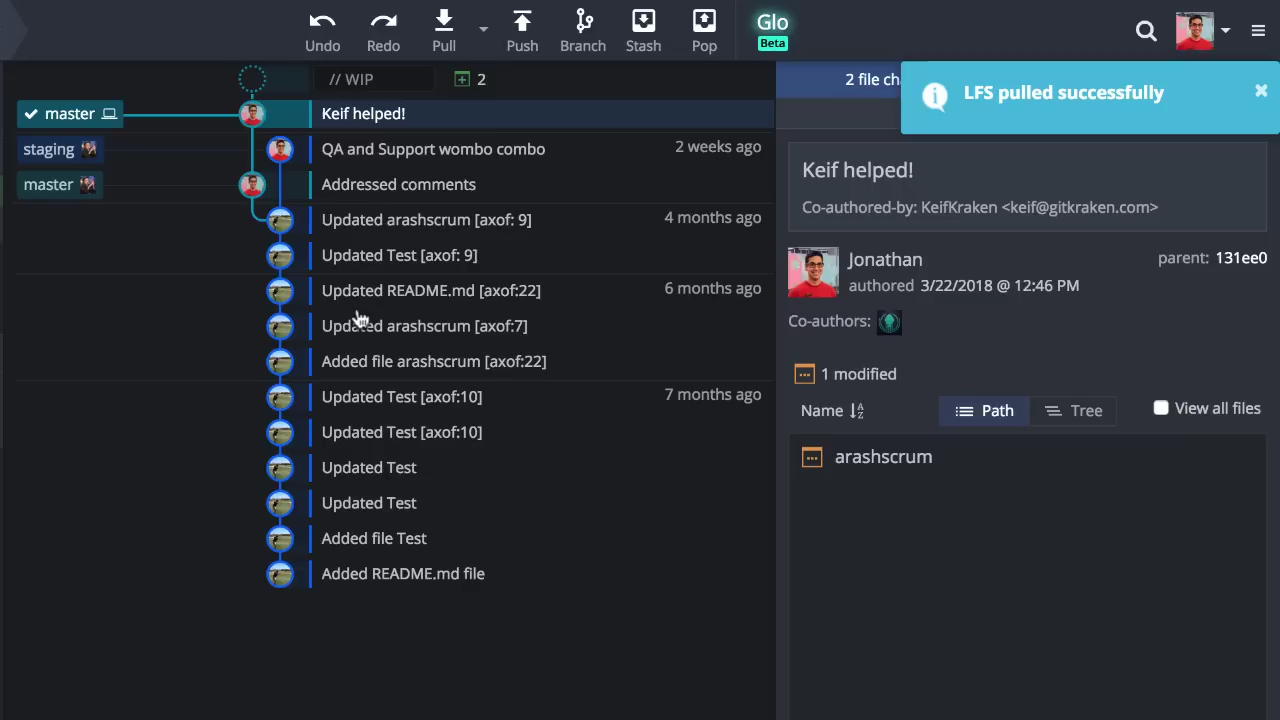 Undo
Redo
Pull
Push
Branch
Stash
Pop
Glo
Beta
// WIP
2
2 file ch
LFS pulled successfully
master
Keif helped!
staging
QA and Support wombo combo
2 weeks ago
master
Addressed comments
Updated arashscrum [axof: 9]
4 months ago
Updated Test [axof: 9]
Updated README.md [axof:22]
6 months ago
Updated arashscrum [axof:7]
Added file arashscrum [axof:22]
Updated Test [axof:10]
7 months ago
Updated Test [axof:10]
Updated Test
Updated Test
Added file Test
Added README.md file
Keif helped!
Co-authored-by: KeifKraken <keif@gitkraken.com>
Jonathan
parent: 131ee0
authored 3/22/2018 @ 12:46 PM
Co-authors:
1 modified
Name
Path
Tree
View all files
arashscrum